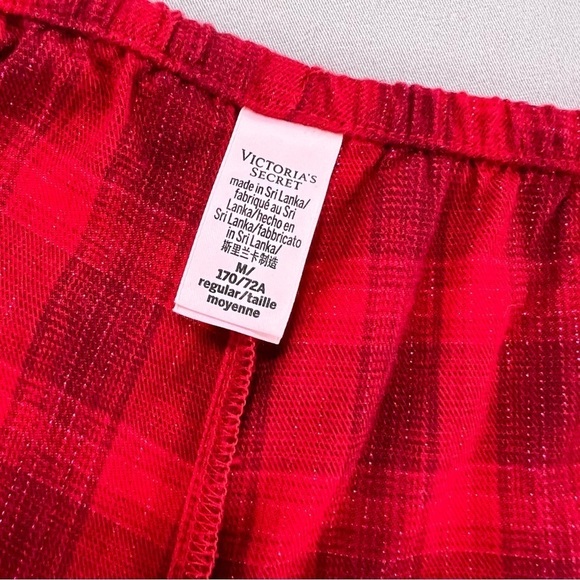 VICTORIA'S
SECRET
made in Sri Lanka/
fabriqué au Sri
Lanka/hecho en
Sri Lanka/fabbricato
in Sri Lanka/
斯里兰卡制造
M/
170/72A
regular/taille
moyenne